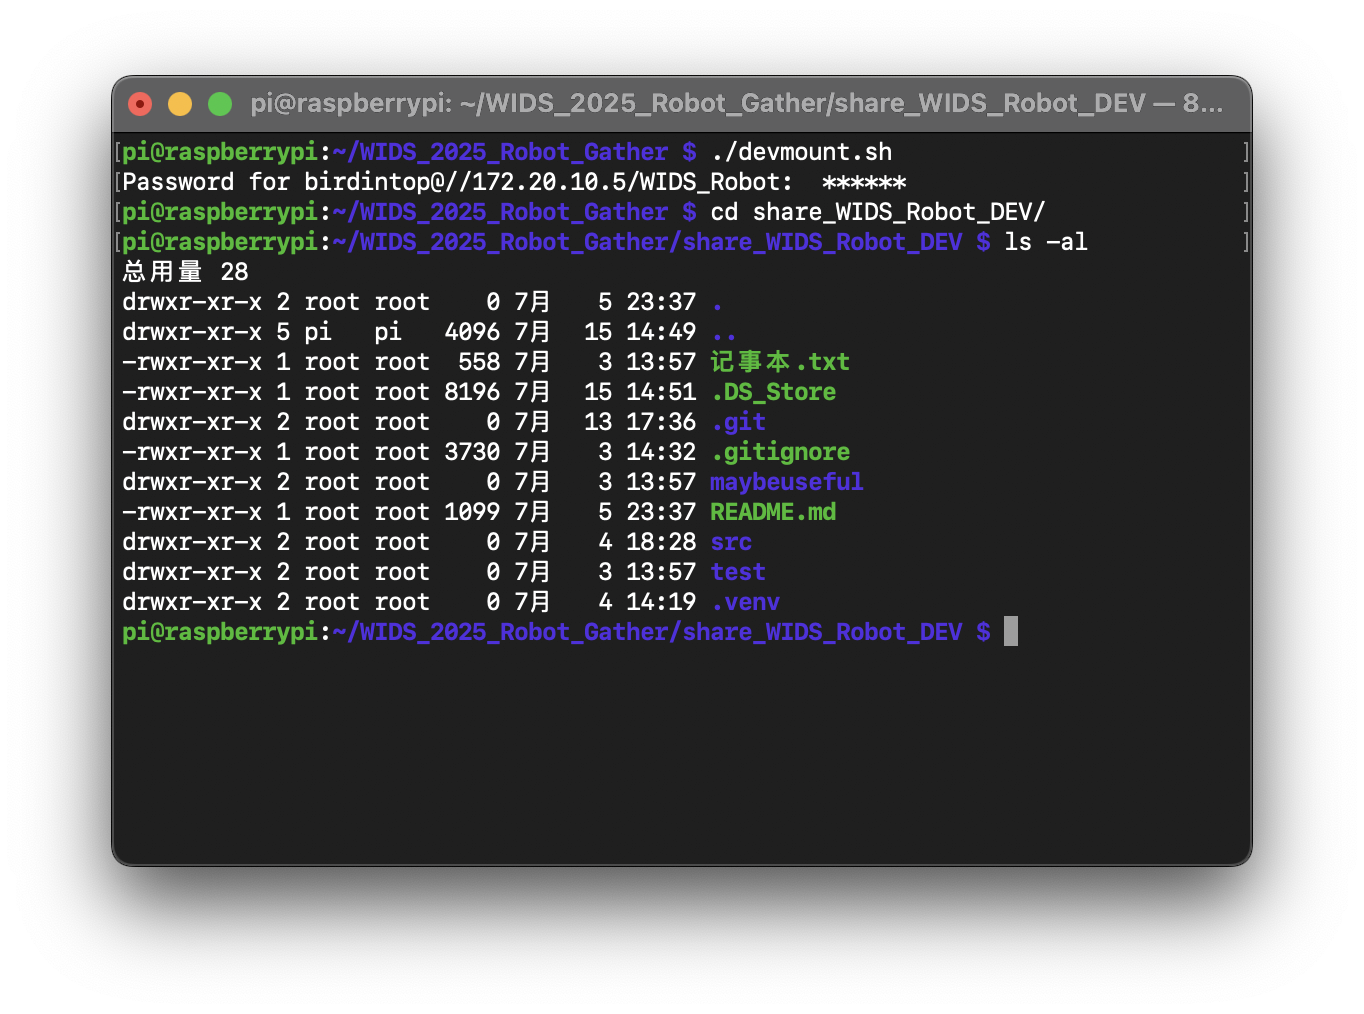 pi@raspberrypi: ~/WIDS_2025_Robot_Gather/share_WIDS_Robot_DEV — 8...
[pi@raspberrypi:~/WIDS_2025_Robot_Gather $ ./devmount.sh ]
[Password for birdintop@//172.20.10.5/WIDS_Robot:  ****** ]
[pi@raspberrypi:~/WIDS_2025_Robot_Gather $ cd share_WIDS_Robot_DEV/ ]
[pi@raspberrypi:~/WIDS_2025_Robot_Gather/share_WIDS_Robot_DEV $ ls -al ]
总用量 28
drwxr-xr-x 2 root root    0 7月   5 23:37 .
drwxr-xr-x 5 pi   pi   4096 7月  15 14:49 ..
-rwxr-xr-x 1 root root  558 7月   3 13:57 记事本.txt
-rwxr-xr-x 1 root root 8196 7月  15 14:51 .DS_Store
drwxr-xr-x 2 root root    0 7月  13 17:36 .git
-rwxr-xr-x 1 root root 3730 7月   3 14:32 .gitignore
drwxr-xr-x 2 root root    0 7月   3 13:57 maybeuseful
-rwxr-xr-x 1 root root 1099 7月   5 23:37 README.md
drwxr-xr-x 2 root root    0 7月   4 18:28 src
drwxr-xr-x 2 root root    0 7月   3 13:57 test
drwxr-xr-x 2 root root    0 7月   4 14:19 .venv
pi@raspberrypi:~/WIDS_2025_Robot_Gather/share_WIDS_Robot_DEV $